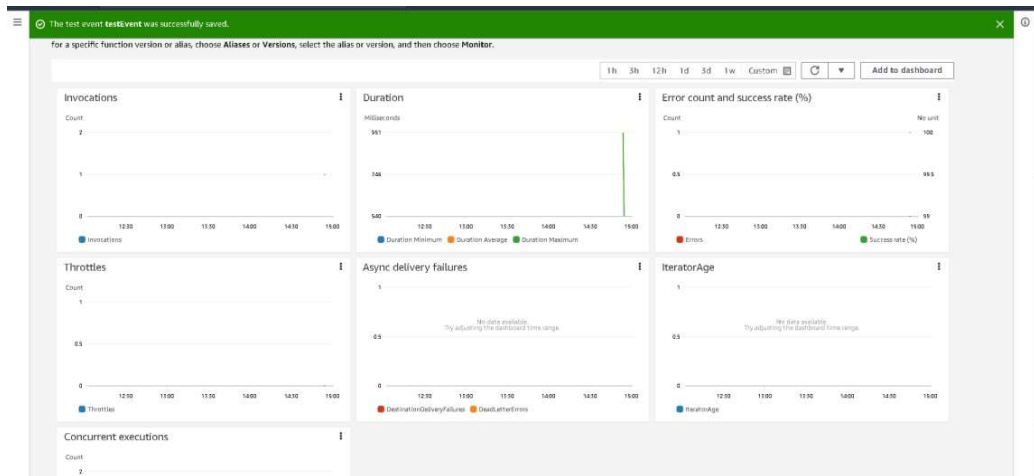 The test event testEvent was successfully saved.
for a specific function version or alias, choose Aliases or Versions, select the alias or version, and then choose Monitor.
1h 3h 12h 1d 3d 1w Custom Add to dashboard
Invocations
Count
2
1
0
12:30 13:00 13:30 14:00 14:30 15:00
Invocations
Duration
Milliseconds
951
746
540
12:30 13:00 13:30 14:00 14:30 15:00
Duration Minimum Duration Average Duration Maximum
Error count and success rate (%)
Count No unit
1 100
0.5 99.5
0 99
12:30 13:00 13:30 14:00 14:30 15:00
Errors Success rate (%)
Throttles
Count
1
0.5
0
12:30 13:00 13:30 14:00 14:30 15:00
Throttles
Async delivery failures
1
No data available.
Try adjusting the dashboard time range.
0.5
0
12:30 13:00 13:30 14:00 14:30 15:00
DestinationDeliveryFailures DeadLetterErrors
IteratorAge
1
No data available.
Try adjusting the dashboard time range.
0.5
0
12:30 13:00 13:30 14:00 14:30 15:00
IteratorAge
Concurrent executions
Count
2